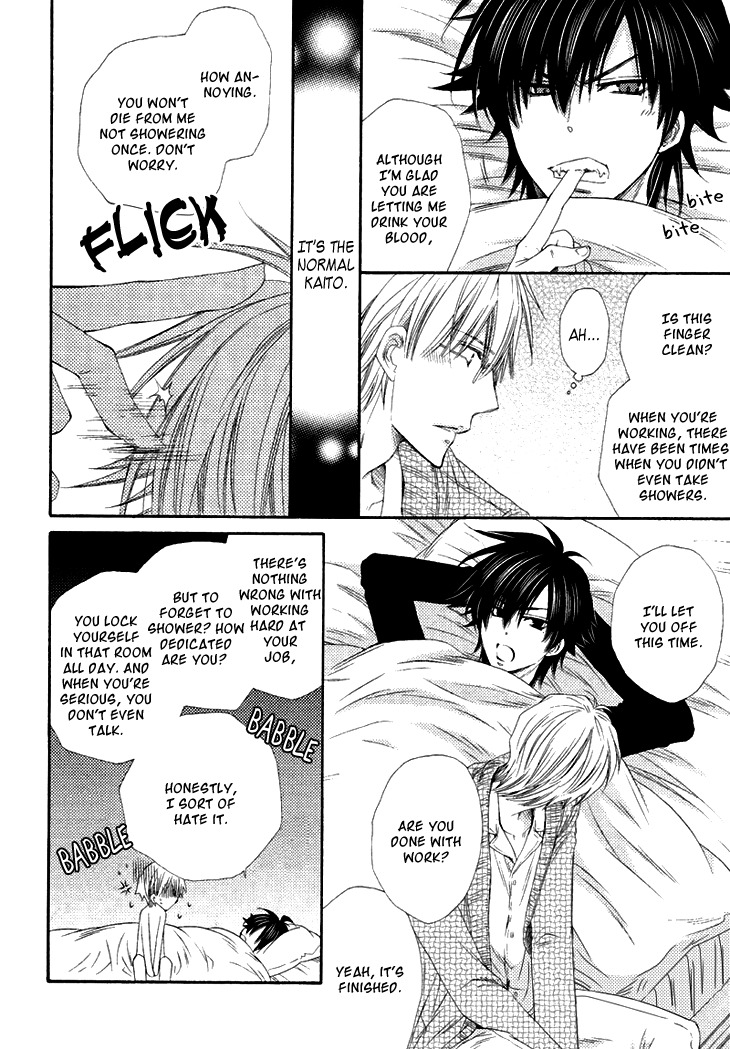 ALTHOUGH
I'M GLAD
YOU ARE
LETTING ME
DRINK YOUR
BLOOD,
bite
bite
IS THIS
FINGER
CLEAN?
WHEN YOU'RE
WORKING, THERE
HAVE BEEN TIMES
WHEN YOU DIDN'T
EVEN TAKE
SHOWERS.
AH...
IT'S THE
NORMAL
KAITO.
HOW AN-
NOYING.
YOU WON'T
DIE FROM ME
NOT SHOWERING
ONCE. DON'T
WORRY.
FLICK
I'LL LET
YOU OFF
THIS TIME.
ARE YOU
DONE WITH
WORK?
YEAH, IT'S
FINISHED.
THERE'S
NOTHING
WRONG WITH
WORKING
HARD AT
YOUR
JOB,
BUT TO
FORGET TO
SHOWER? HOW
DEDICATED
ARE YOU?
YOU LOCK
YOURSELF
IN THAT ROOM
ALL DAY. AND
WHEN YOU'RE
SERIOUS, YOU
DON'T EVEN
TALK.
BABBLE
HONESTLY,
I SORT OF
HATE IT.
BABBLE